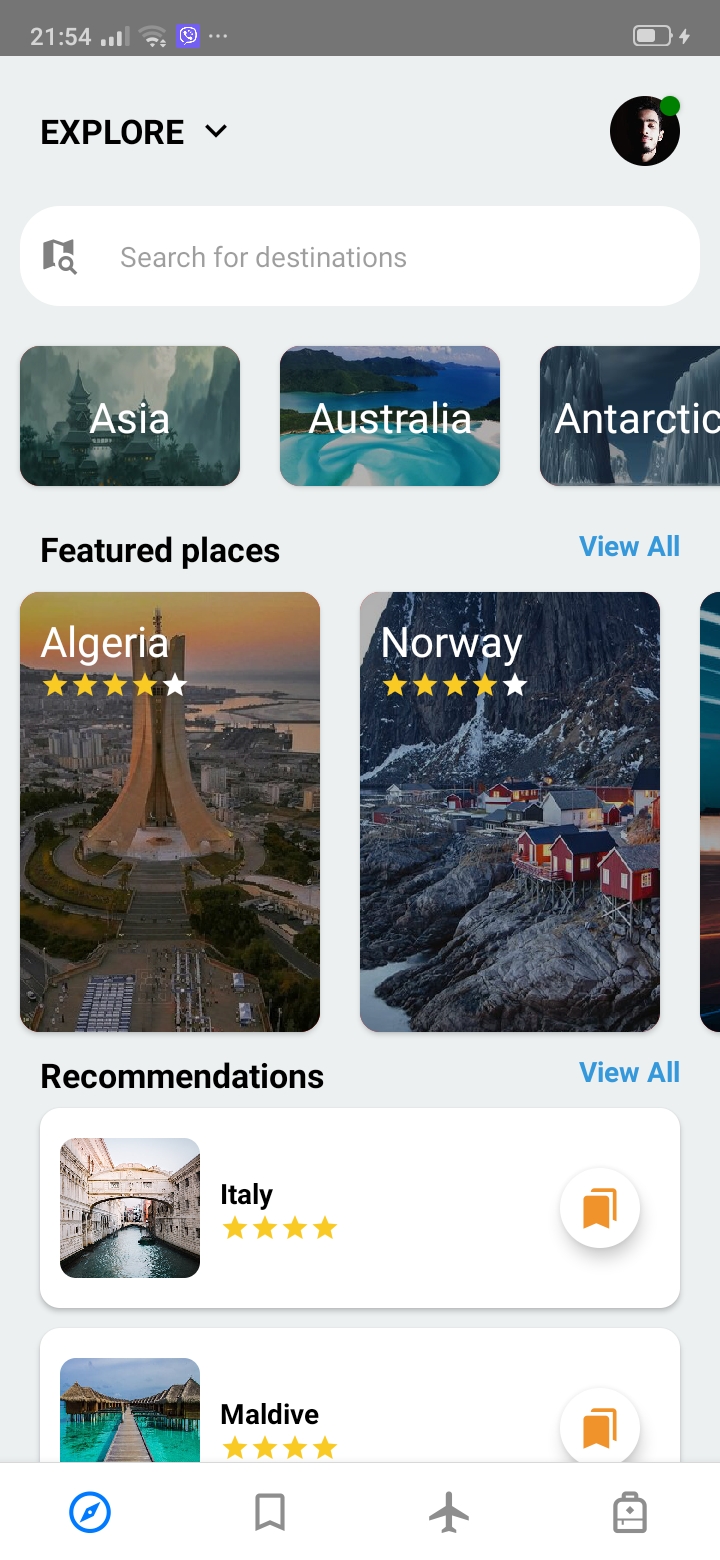 21:54
EXPLORE
Search for destinations
Asia
Australia
Antarctic
Featured places
View All
Algeria
Norway
Recommendations
View All
Italy
Maldive